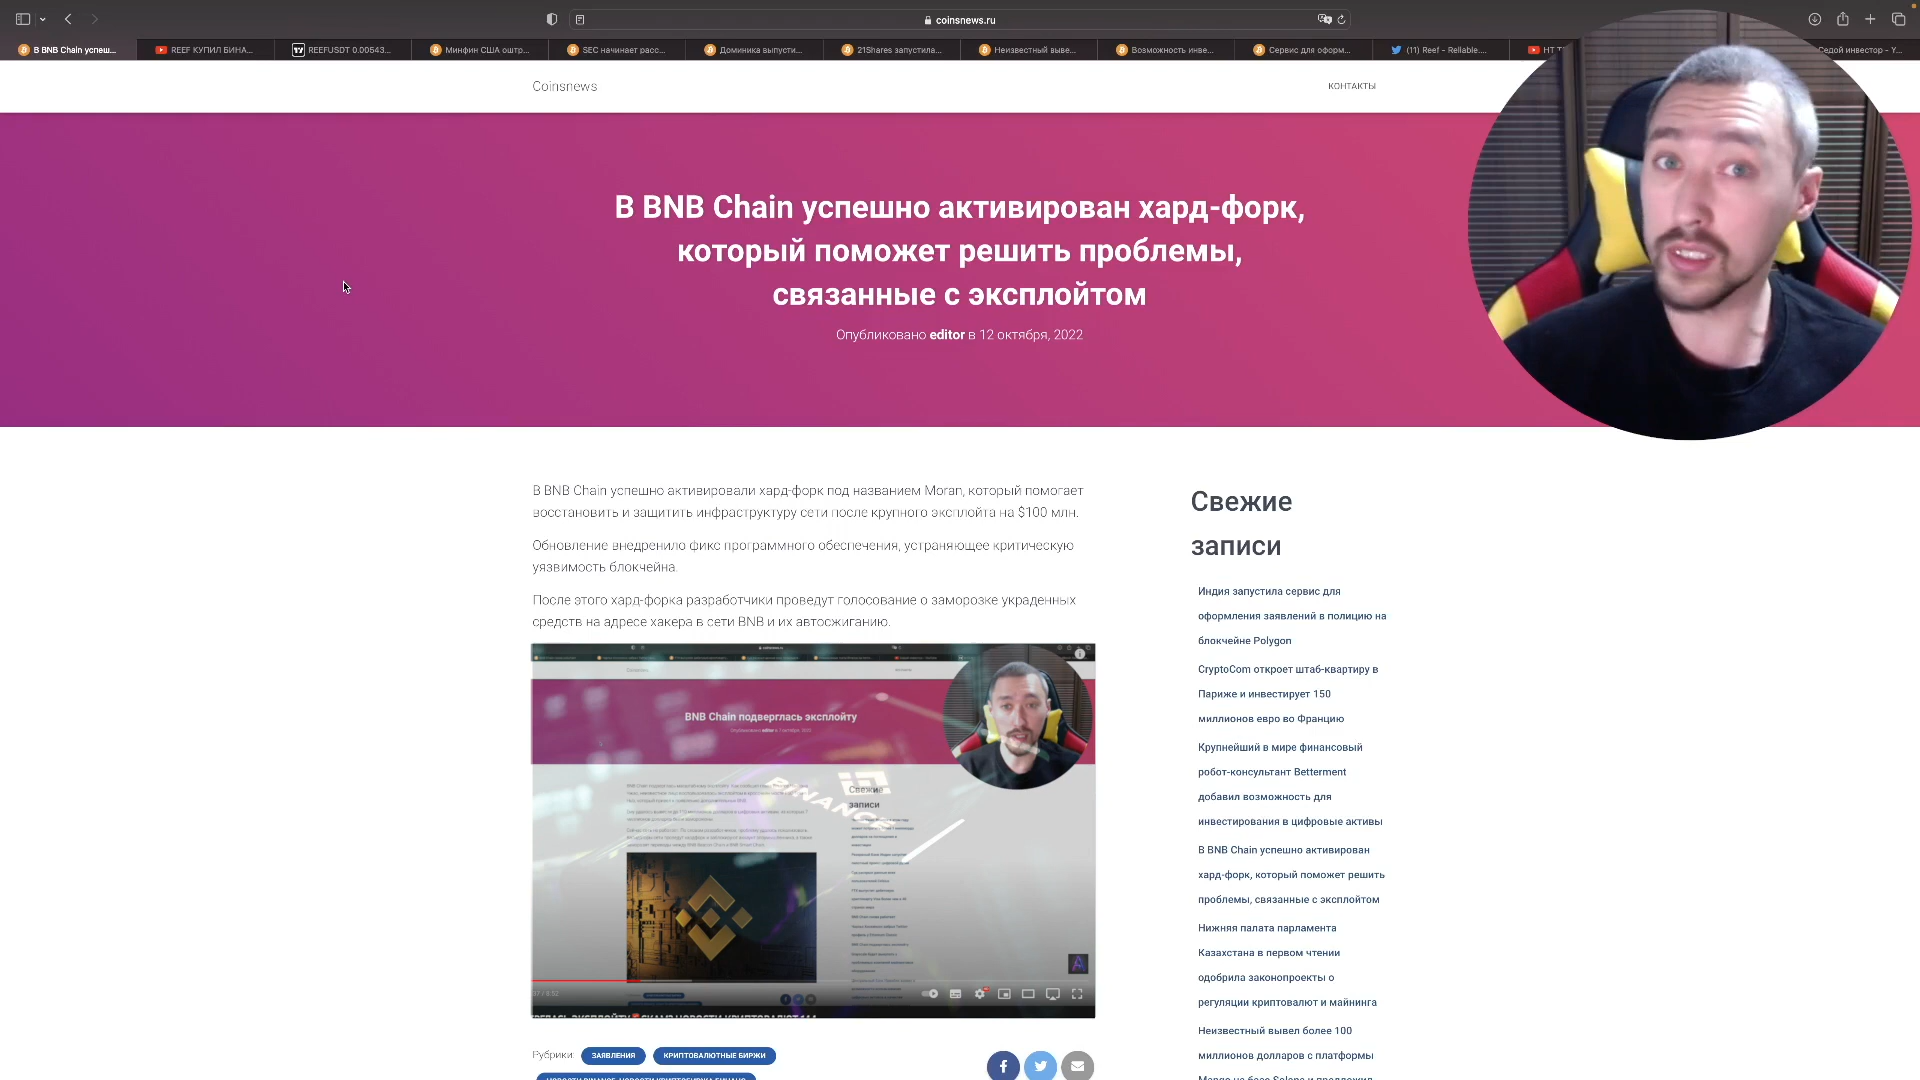 coinsnews.ru
В BNB Chain успеш...
REEF КУПИЛ БИНА...
REEFUSDT 0.00543...
Минфин США оштр...
SEC начинает расс...
Доминика выпусти...
21Shares запустила...
Неизвестный выве...
Возможность инве...
Сервис для оформ...
(11) Reef - Reliable....
Седой инвестор - Y...
Coinsnews
КОНТАКТЫ
В BNB Chain успешно активирован хард-форк,
который поможет решить проблемы,
связанные с эксплойтом
Опубликовано editor в 12 октября, 2022
В BNB Chain успешно активировали хард-форк под названием Moran, который помогает
восстановить и защитить инфраструктуру сети после крупного эксплойта на $100 млн.
Обновление внедренило фикс программного обеспечения, устраняющее критическую
уязвимость блокчейна.
После этого хард-форка разработчики проведут голосование о заморозке украденных
средств на адресе хакера в сети BNB и их автосжиганию.
BNB Chain подверглась эксплойту
BINANCE
Свежие
записи
Рубрики:
ЗАЯВЛЕНИЯ
КРИПТОВАЛЮТНЫЕ БИРЖИ
Свежие
записи
Индия запустила сервис для
оформления заявлений в полицию на
блокчейне Polygon
CryptoCom откроет штаб-квартиру в
Париже и инвестирует 150
миллионов евро во Францию
Крупнейший в мире финансовый
робот-консультант Betterment
добавил возможность для
инвестирования в цифровые активы
В BNB Chain успешно активирован
хард-форк, который поможет решить
проблемы, связанные с эксплойтом
Нижняя палата парламента
Казахстана в первом чтении
одобрила законопроекты о
регуляции криптовалют и майнинга
Неизвестный вывел более 100
миллионов долларов с платформы